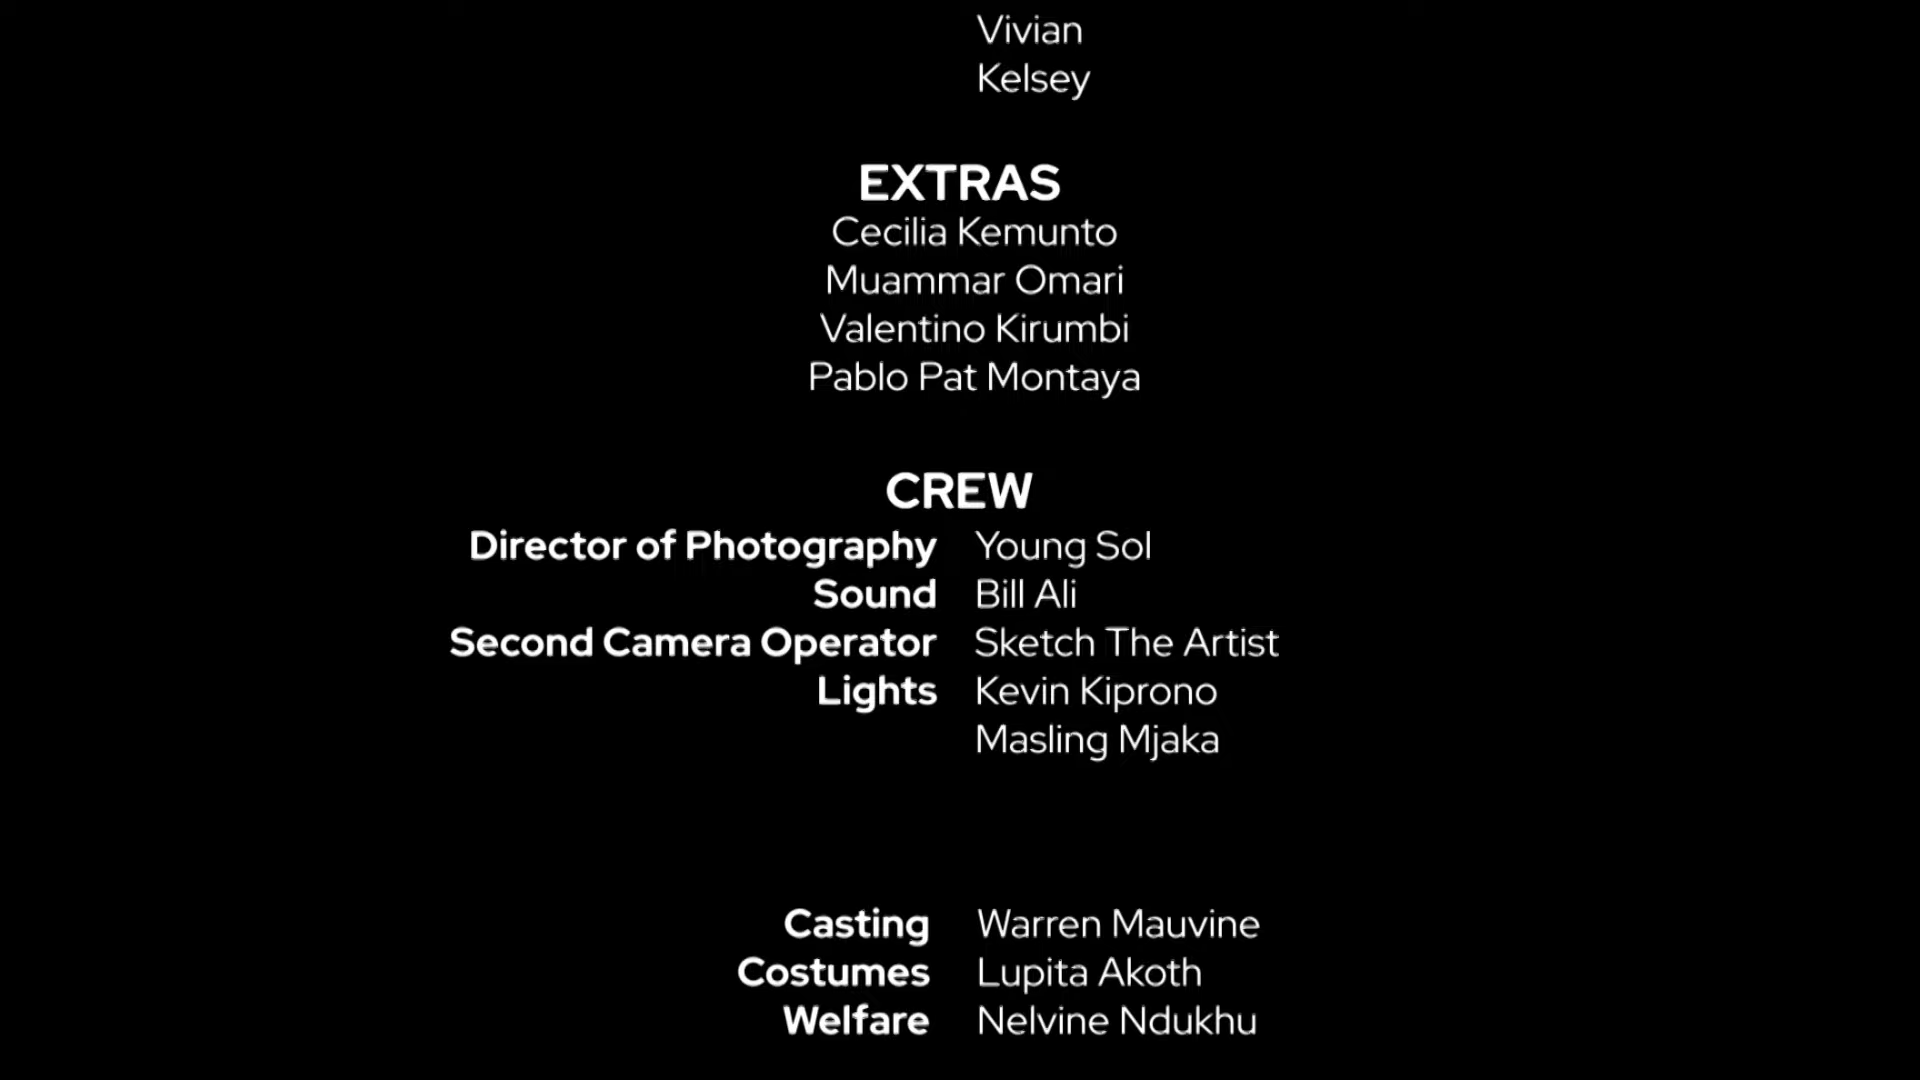 Vivian
Kelsey
EXTRAS
Cecilia Kemunto
Muammar Omari
Valentino Kirumbi
Pablo Pat Montaya
CREW
Director of Photography Young Sol
Sound Bill Ali
Second Camera Operator Sketch The Artist
Lights Kevin Kiprono
Masling Mjaka
Casting Warren Mauvine
Costumes Lupita Akoth
Welfare Nelvine Ndukhu